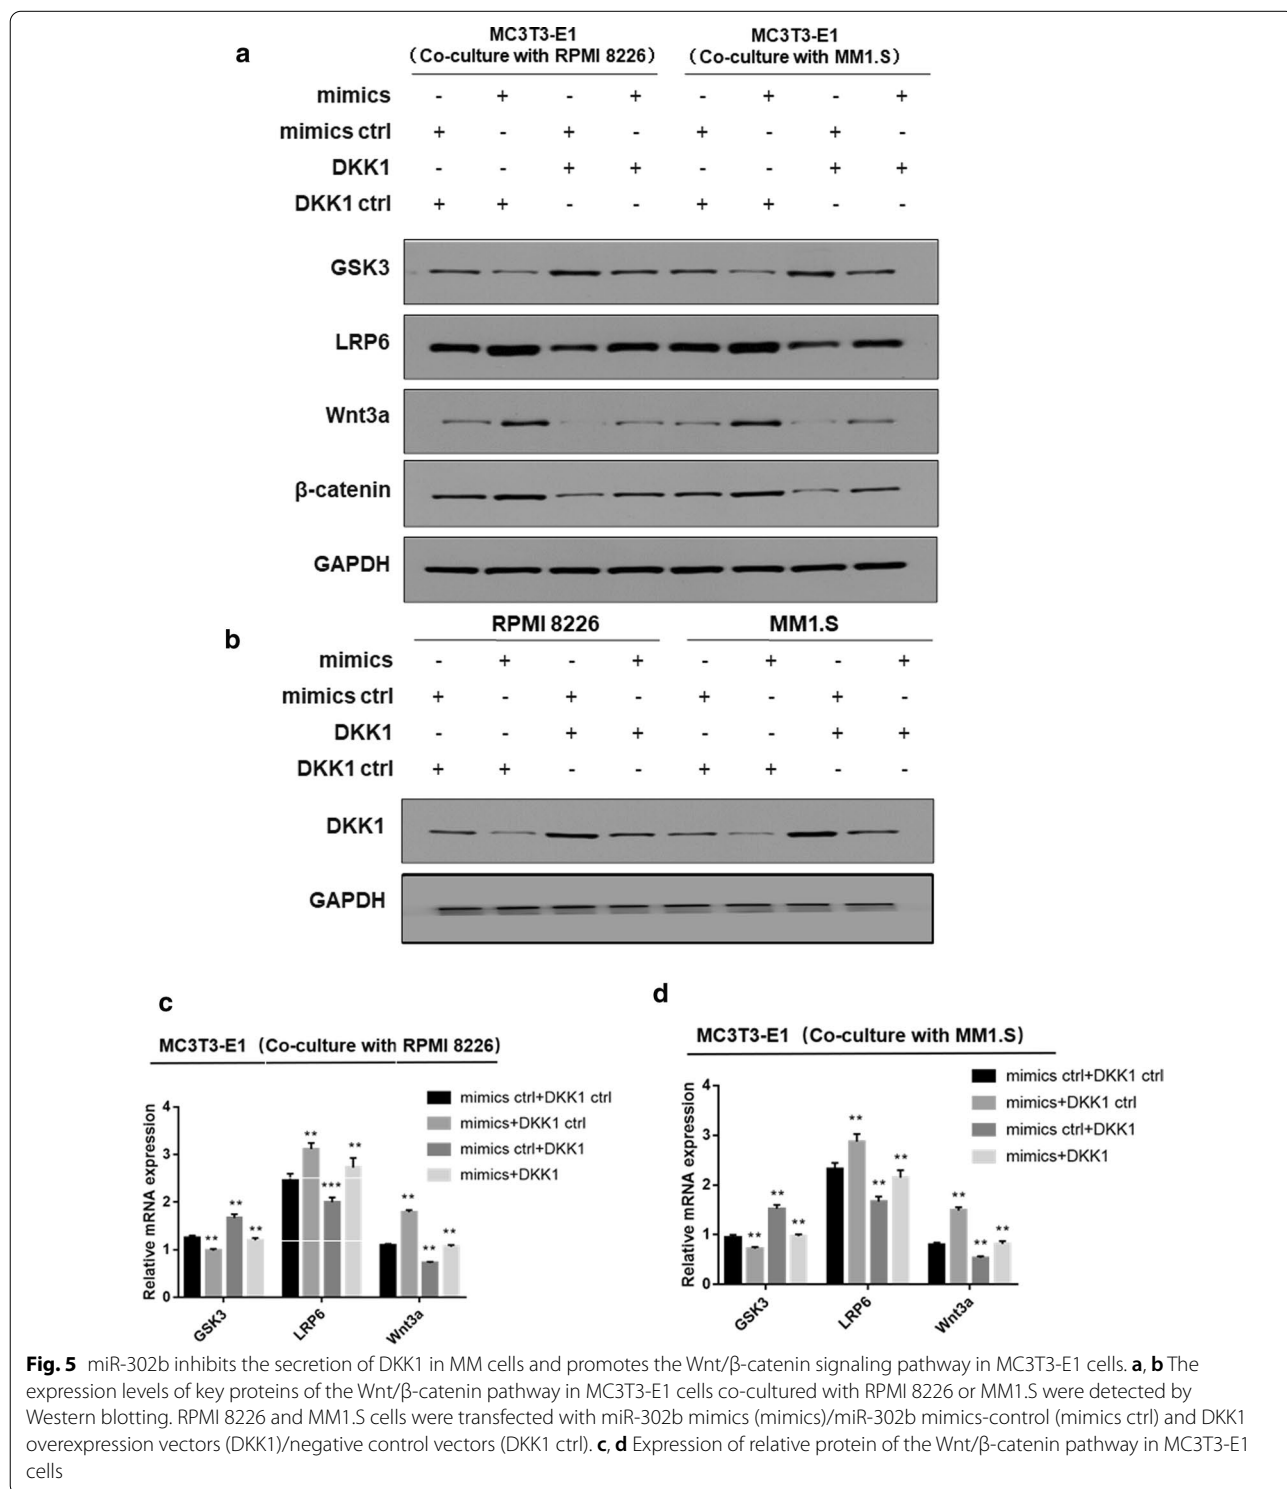 a
MC3T3-E1
(Co-culture with RPMI 8226)
MC3T3-E1
(Co-culture with MM1.S)
mimics - + - + - + - +
mimics ctrl + - + - + - + -
DKK1 - - + + - - + +
DKK1 ctrl + + - - + + - -
GSK3
LRP6
Wnt3a
β-catenin
GAPDH
b
RPMI 8226 MM1.S
mimics - + - + - + - +
mimics ctrl + - + - + - + -
DKK1 - - + + - - + +
DKK1 ctrl + + - - + + - -
DKK1
GAPDH
c
MC3T3-E1 (Co-culture with RPMI 8226)
mimics ctrl+DKK1 ctrl
mimics+DKK1 ctrl
mimics ctrl+DKK1
mimics+DKK1
Relative mRNA expression
4
3
2
1
0
** ** **
** *** **
** ** **
GSK3
LRP6
Wnt3a
d
MC3T3-E1 (Co-culture with MM1.S)
mimics ctrl+DKK1 ctrl
mimics+DKK1 ctrl
mimics ctrl+DKK1
mimics+DKK1
Relative mRNA expression
4
3
2
1
0
** ** **
** ** **
** ** **
GSK3
LRP6
Wnt3a
Fig. 5 miR-302b inhibits the secretion of DKK1 in MM cells and promotes the Wnt/β-catenin signaling pathway in MC3T3-E1 cells. a, b The
expression levels of key proteins of the Wnt/β-catenin pathway in MC3T3-E1 cells co-cultured with RPMI 8226 or MM1.S were detected by
Western blotting. RPMI 8226 and MM1.S cells were transfected with miR-302b mimics (mimics)/miR-302b mimics-control (mimics ctrl) and DKK1
overexpression vectors (DKK1)/negative control vectors (DKK1 ctrl). c, d Expression of relative protein of the Wnt/β-catenin pathway in MC3T3-E1
cells